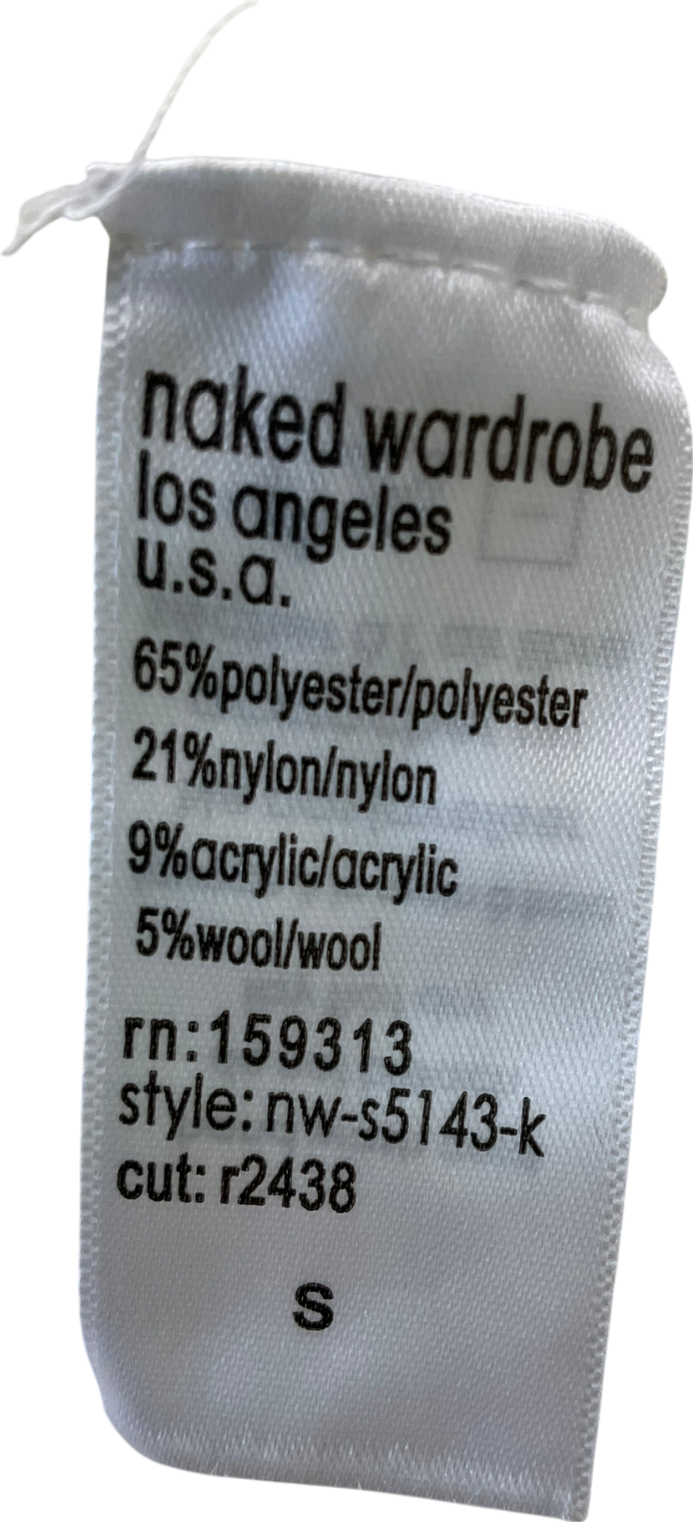 naked wardrobe
los angeles
u.s.a.
65%polyester/polyester
21%nylon/nylon
9%acrylic/acrylic
5%wool/wool
rn:159313
style: nw-s5143-k
cut: r2438
s